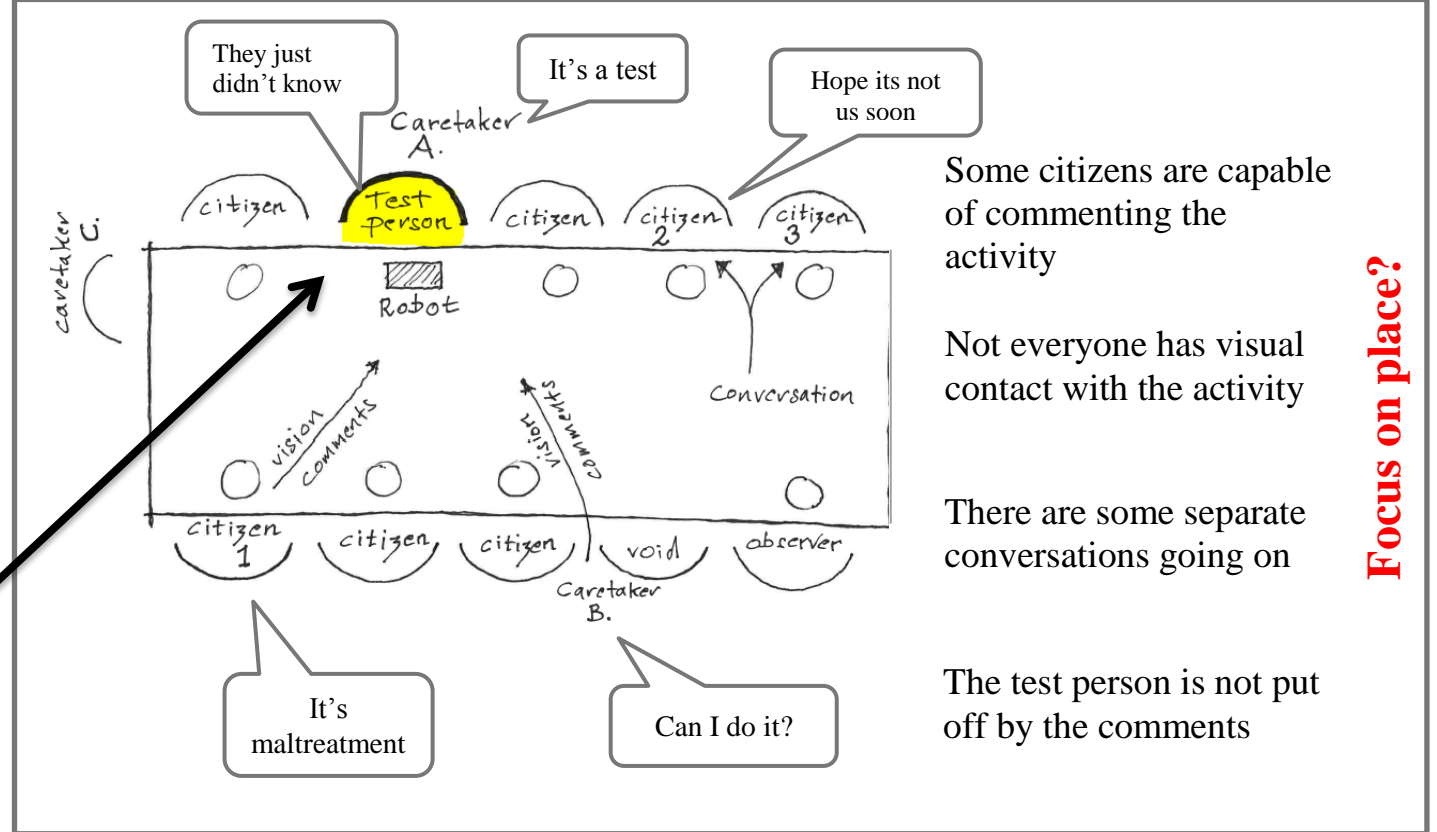 They just
didn't know
It's a test
Hope its not
us soon
Caretaker
A.
citizen
Test
person
citizen
citizen
2
citizen
3
caretaker
C.
Robot
vision
comments
vision
comments
Conversation
citizen
1
citizen
citizen
void
observer
Caretaker
B.
It's
maltreatment
Can I do it?
Some citizens are capable
of commenting the
activity
Not everyone has visual
contact with the activity
There are some separate
conversations going on
The test person is not put
off by the comments
Focus on place?